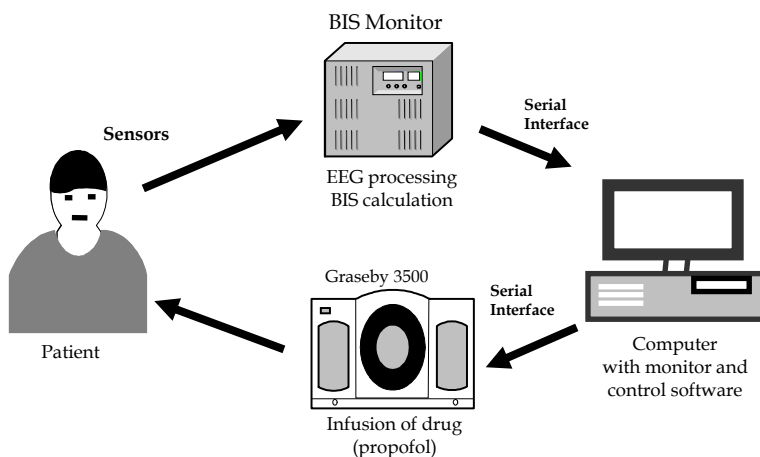 BIS Monitor
Sensors
Serial
Interface
EEG processing
BIS calculation
Graseby 3500
Serial
Interface
Patient
Computer
with monitor and
control software
Infusion of drug
(propofol)